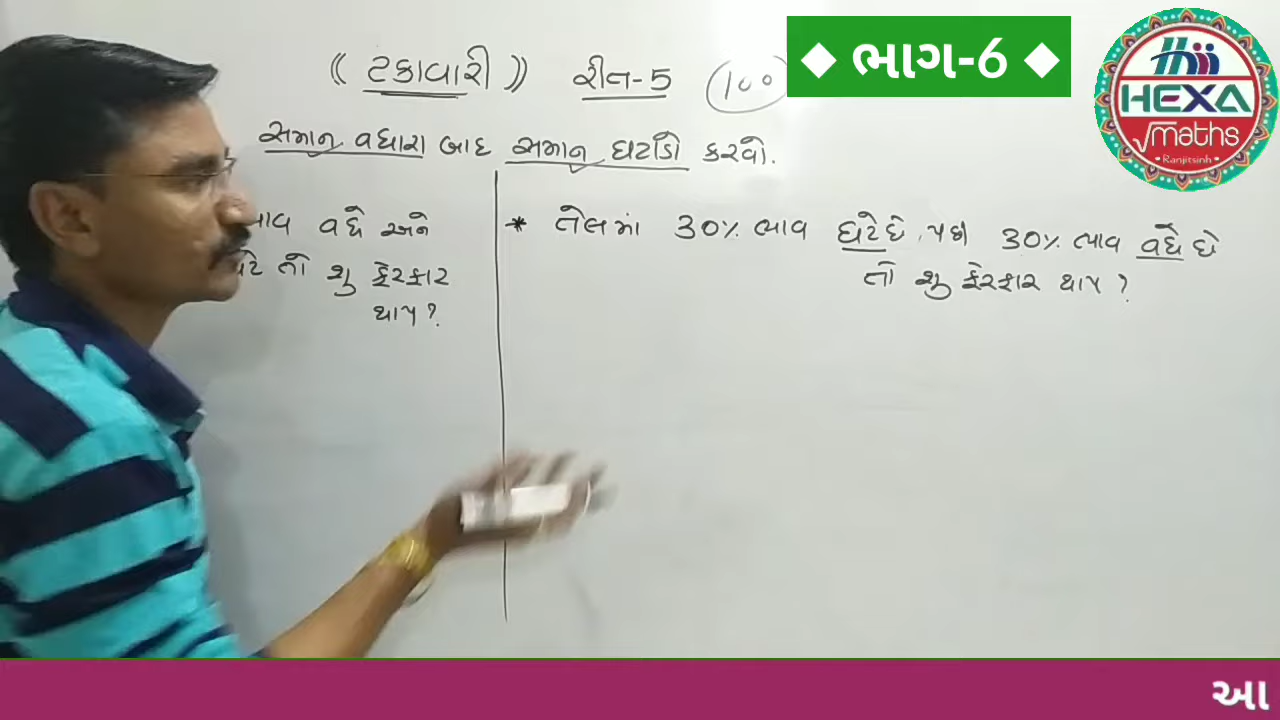 (( ટકાવારી )) રીત-5 100
◆ ભાગ-6 ◆
HEXA
maths
Ranjitsinh
સમાન વધારા બાદ સમાન ઘટાડો કરવો.
ભાવ વધે અને
ઘટે તો શુ ફેરફાર
થાય?
* તેલમાં 30% ભાવ ઘટે છે, પછી 30% ભાવ વધે છે
તો શુ ફેરફાર થાય ?
આ